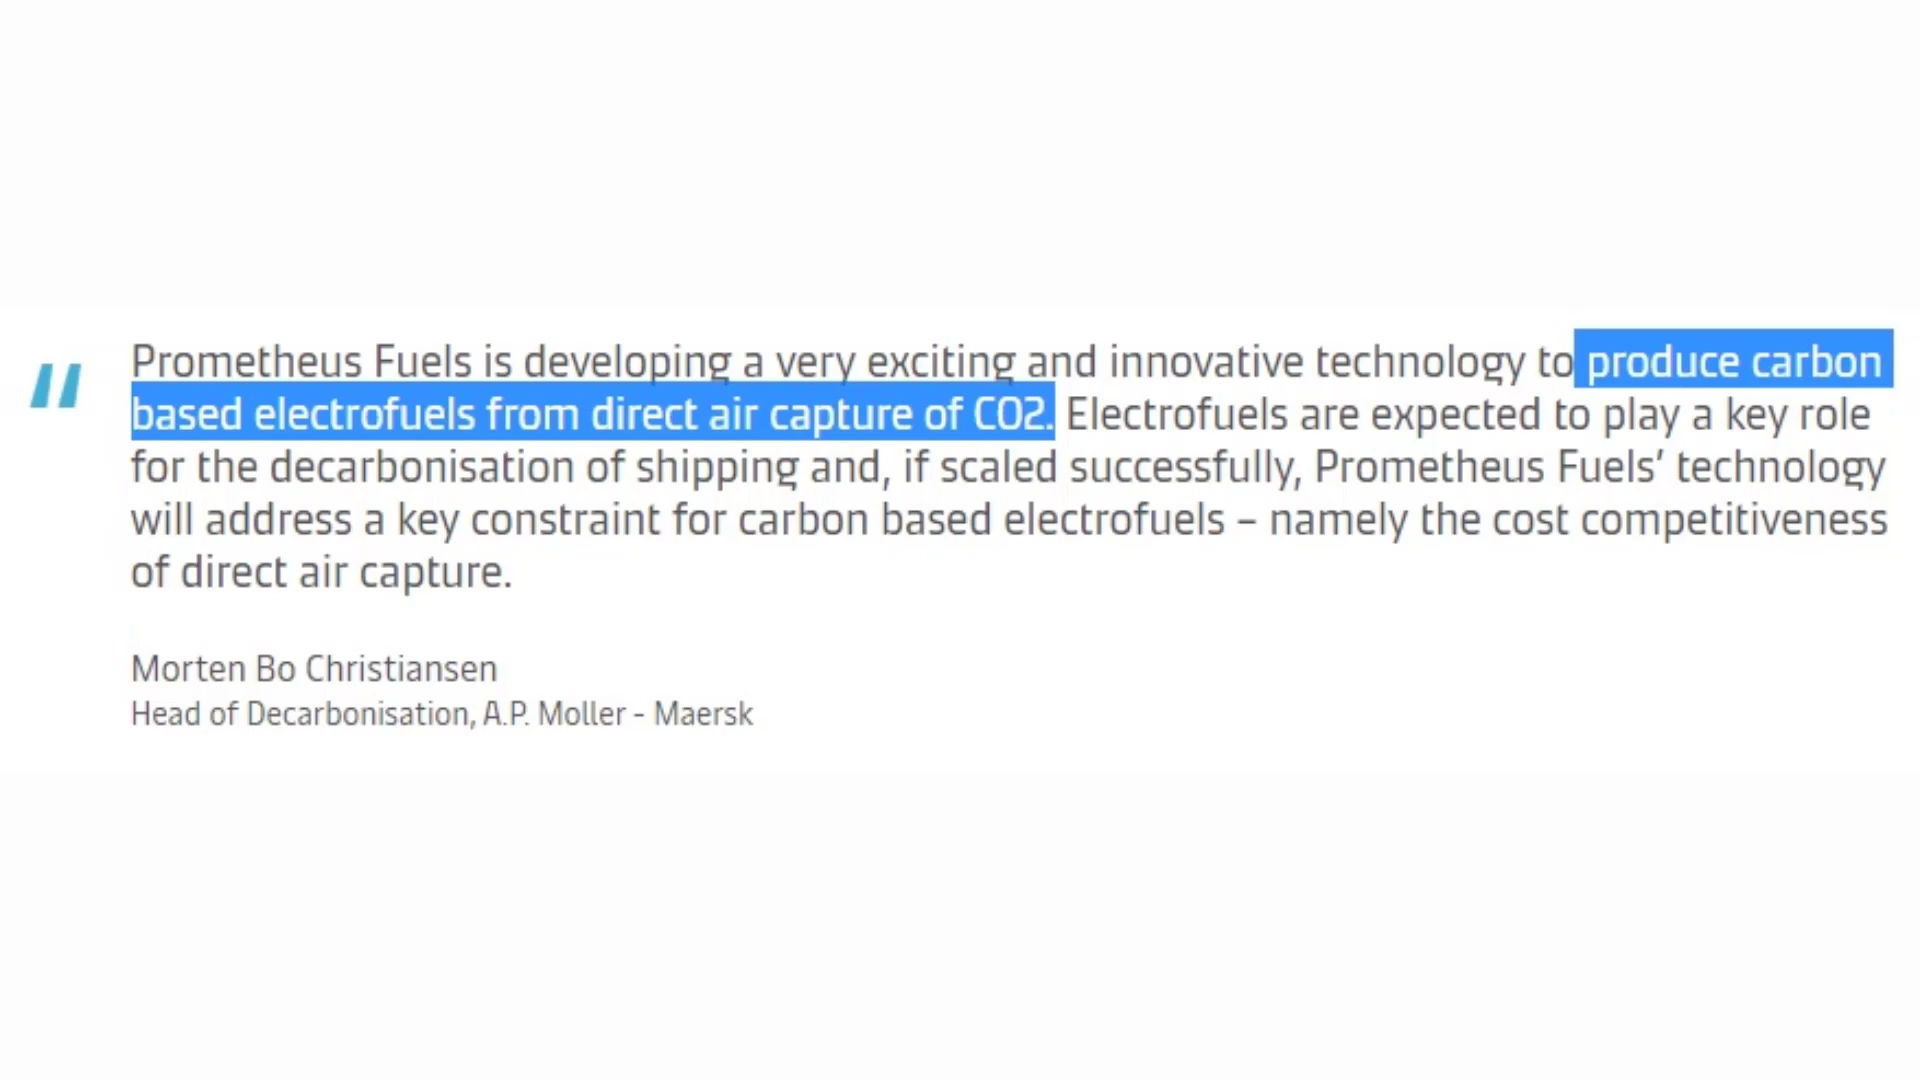 “
Prometheus Fuels is developing a very exciting and innovative technology to produce carbon
based electrofuels from direct air capture of CO2. Electrofuels are expected to play a key role
for the decarbonisation of shipping and, if scaled successfully, Prometheus Fuels’ technology
will address a key constraint for carbon based electrofuels – namely the cost competitiveness
of direct air capture.
Morten Bo Christiansen
Head of Decarbonisation, A.P. Moller - Maersk